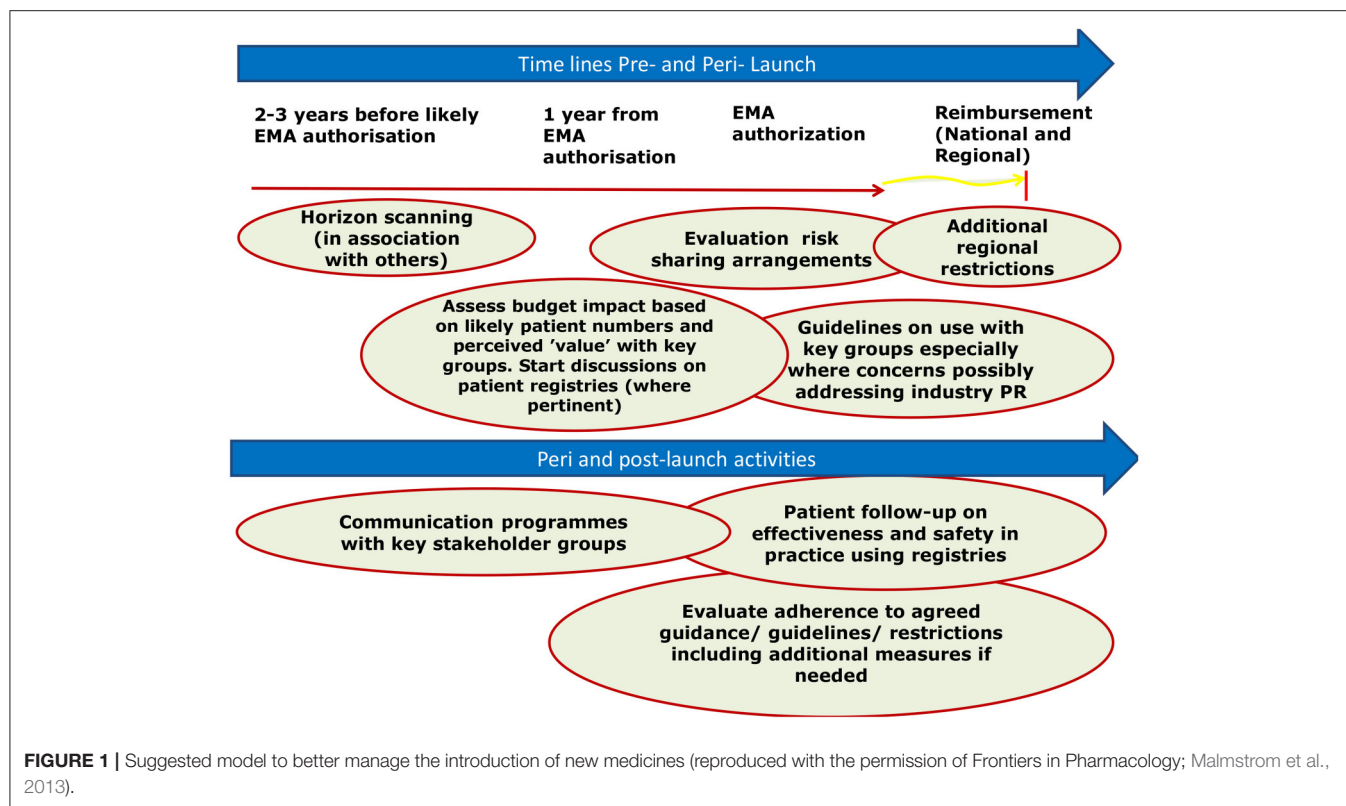 Time lines Pre- and Peri- Launch
2-3 years before likely
EMA authorisation
1 year from
EMA
authorisation
EMA
authorization
Reimbursement
(National and
Regional)
Horizon scanning
(in association
with others)
Evaluation risk
sharing arrangements
Additional
regional
restrictions
Assess budget impact based
on likely patient numbers and
perceived ’value’ with key
groups. Start discussions on
patient registries (where
pertinent)
Guidelines on use with
key groups especially
where concerns possibly
addressing industry PR
Peri and post-launch activities
Communication programmes
with key stakeholder groups
Patient follow-up on
effectiveness and safety in
practice using registries
Evaluate adherence to agreed
guidance/ guidelines/ restrictions
including additional measures if
needed
FIGURE 1 | Suggested model to better manage the introduction of new medicines (reproduced with the permission of Frontiers in Pharmacology; Malmstrom et al.,
2013).